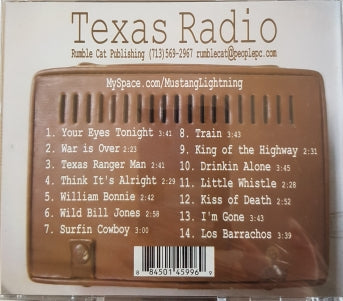 Texas Radio
Rumble Cat Publishing (713)569-2967 rumblecat@peoplepc.com
MySpace.com/MustangLightning
1. Your Eyes Tonight 3:41
2. War is Over 2:23
3. Texas Ranger Man 2:41
4. Think It's Alright 2:29
5. William Bonnie 2:42
6. Wild Bill Jones 2:58
7. Surfin Cowboy 3:00
8. Train 3:43
9. King of the Highway 2:31
10. Drinkin Alone 3:45
11. Little Whistle 2:28
12. Kiss of Death 2:52
13. I'm Gone 3:43
14. Los Barrachos 3:39
8 84501 45996 9